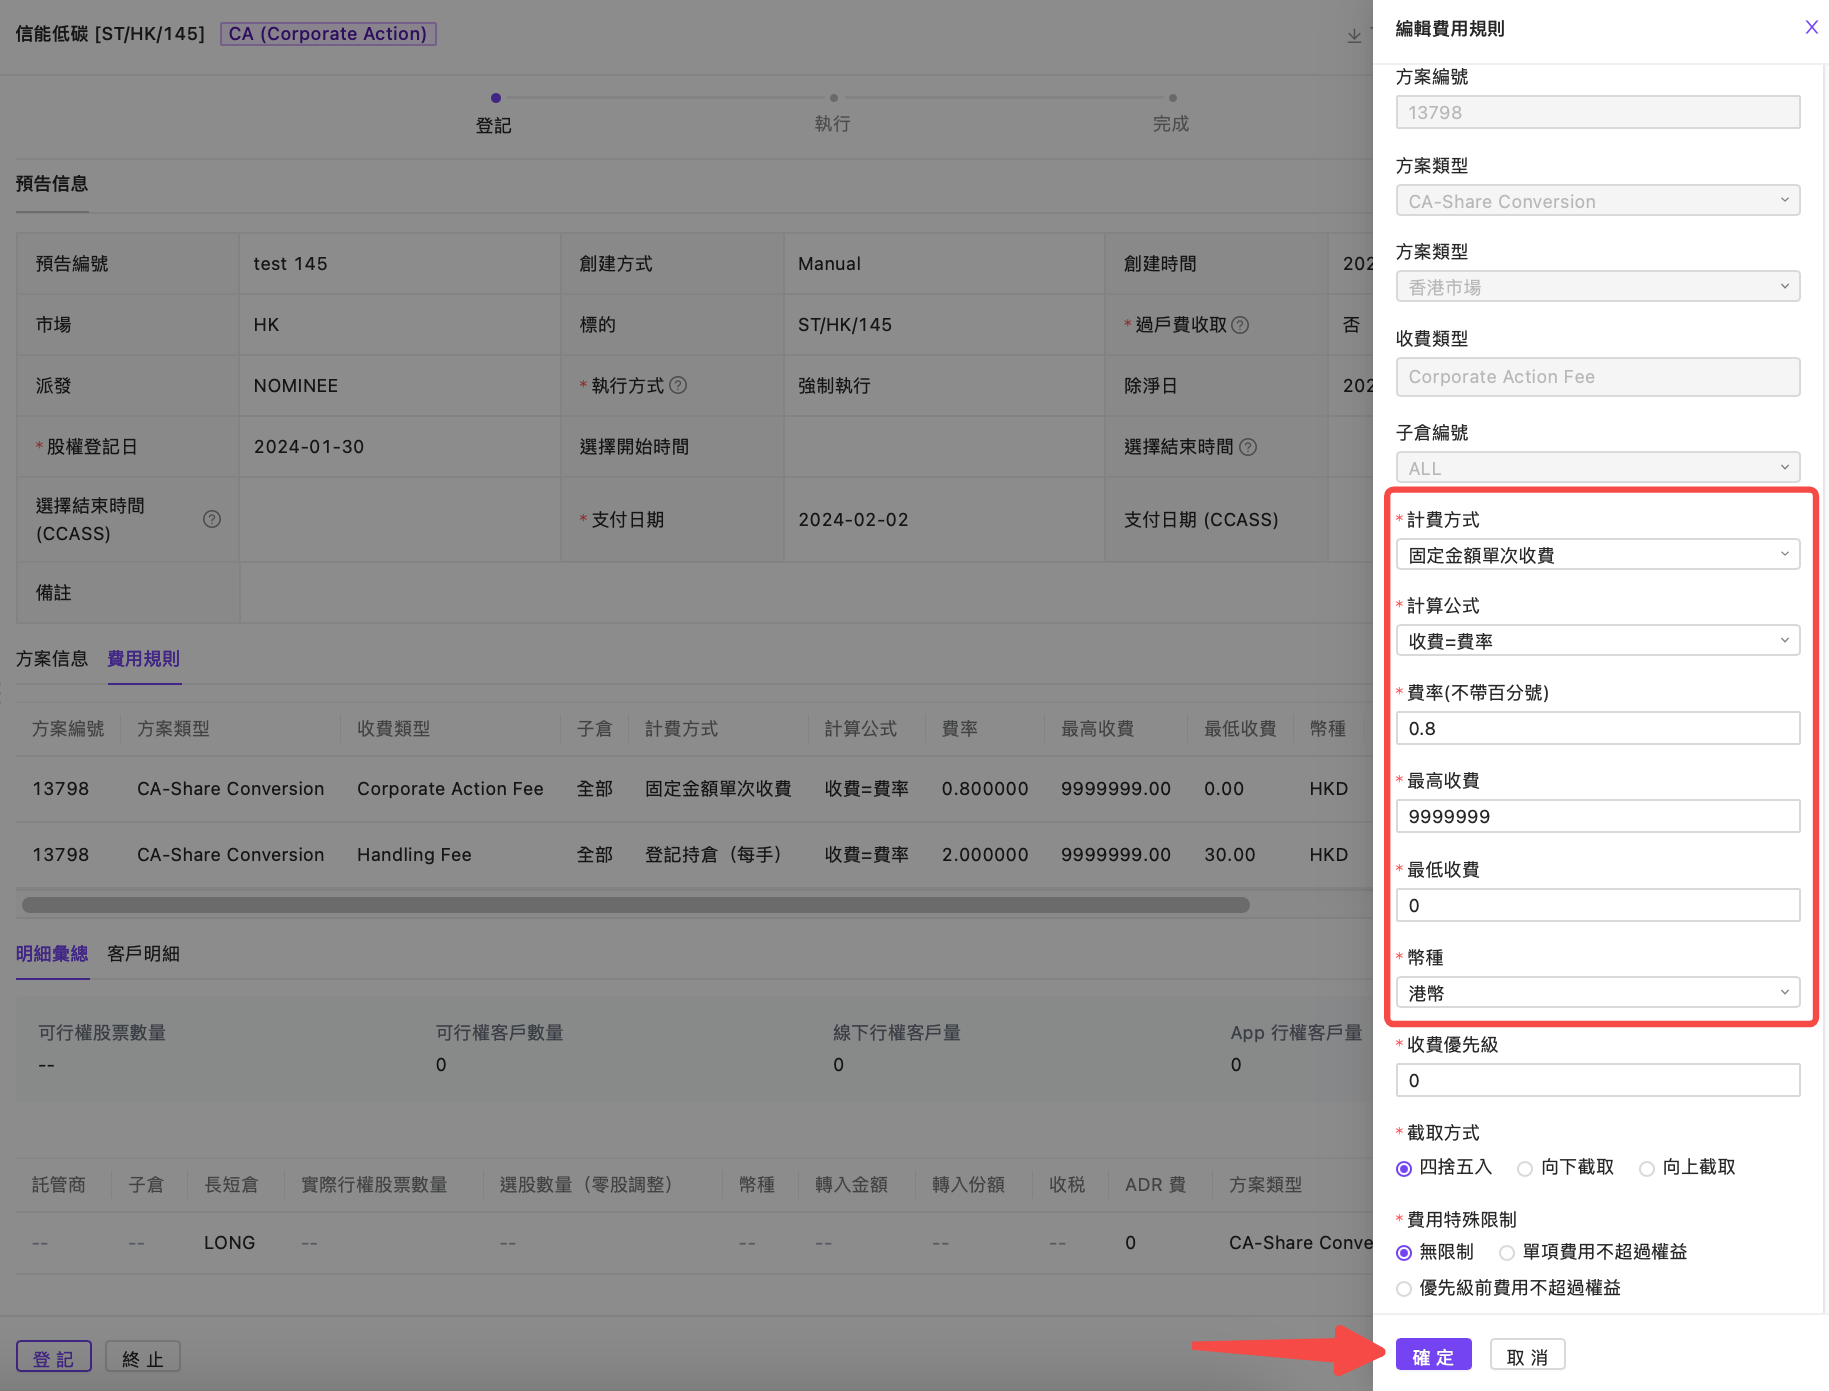 信能低碳 [ST/HK/145] CA (Corporate Action)
登記
執行
完成
預告信息
預告編號 test 145 創建方式 Manual 創建時間 202
市場 HK 標的 ST/HK/145 * 過戶費收取 ? 否
派發 NOMINEE * 執行方式 ? 強制執行 除淨日 202
* 股權登記日 2024-01-30 選擇開始時間 選擇結束時間 ?
選擇結束時間 (CCASS) ? * 支付日期 2024-02-02 支付日期 (CCASS)
備註
方案信息 費用規則
方案編號 方案類型 收費類型 子倉 計費方式 計算公式 費率 最高收費 最低收費 幣種
13798 CA-Share Conversion Corporate Action Fee 全部 固定金額單次收費 收費=費率 0.800000 9999999.00 0.00 HKD
13798 CA-Share Conversion Handling Fee 全部 登記持倉（每手） 收費=費率 2.000000 9999999.00 30.00 HKD
明細彙總 客戶明細
可行權股票數量 可行權客戶數量 線下行權客戶量 App 行權客戶量
-- 0 0 0
託管商 子倉 長短倉 實際行權股票數量 選股數量（零股調整） 幣種 轉入金額 轉入份額 收税 ADR 費 方案類型
-- -- LONG -- -- -- -- -- -- 0 CA-Share Conve
登 記 終 止
編輯費用規則
方案編號
13798
方案類型
CA-Share Conversion
方案類型
香港市場
收費類型
Corporate Action Fee
子倉編號
ALL
* 計費方式
固定金額單次收費
* 計算公式
收費=費率
* 費率(不帶百分號)
0.8
* 最高收費
9999999
* 最低收費
0
* 幣種
港幣
* 收費優先級
0
* 截取方式
四捨五入 向下截取 向上截取
* 費用特殊限制
無限制 單項費用不超過權益
優先級前費用不超過權益
確 定 取 消